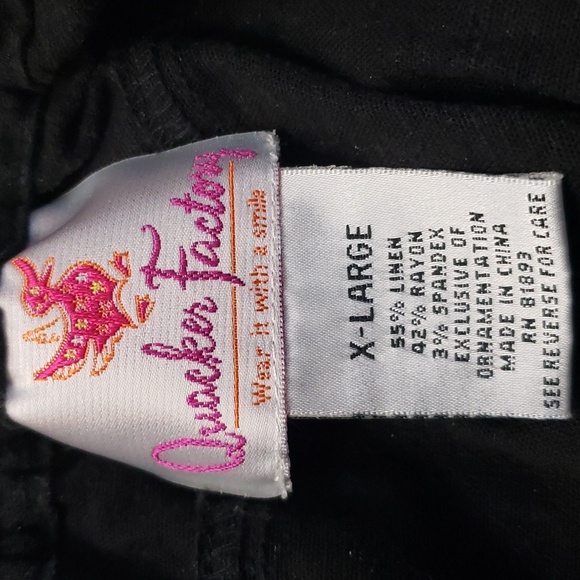 Quacker Factory
Wear it with a smile
X-LARGE
55% LINEN
42% RAYON
3% SPANDEX
EXCLUSIVE OF
ORNAMENTATION
MADE IN CHINA
RN 81893
SEE REVERSE FOR CARE